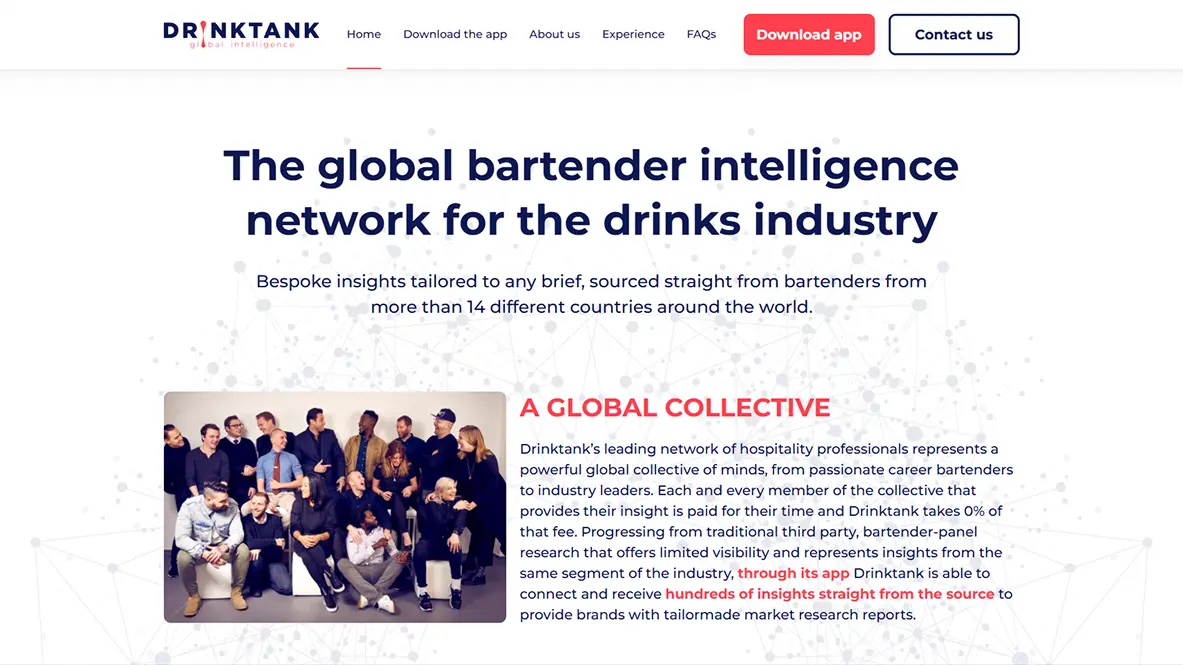 DRINKTANK
global intelligence
Home
Download the app
About us
Experience
FAQs
Download app
Contact us
The global bartender intelligence
network for the drinks industry
Bespoke insights tailored to any brief, sourced straight from bartenders from
more than 14 different countries around the world.
A GLOBAL COLLECTIVE
Drinktank’s leading network of hospitality professionals represents a
powerful global collective of minds, from passionate career bartenders
to industry leaders. Each and every member of the collective that
provides their insight is paid for their time and Drinktank takes 0% of
that fee. Progressing from traditional third party, bartender-panel
research that offers limited visibility and represents insights from the
same segment of the industry, through its app Drinktank is able to
connect and receive hundreds of insights straight from the source to
provide brands with tailormade market research reports.